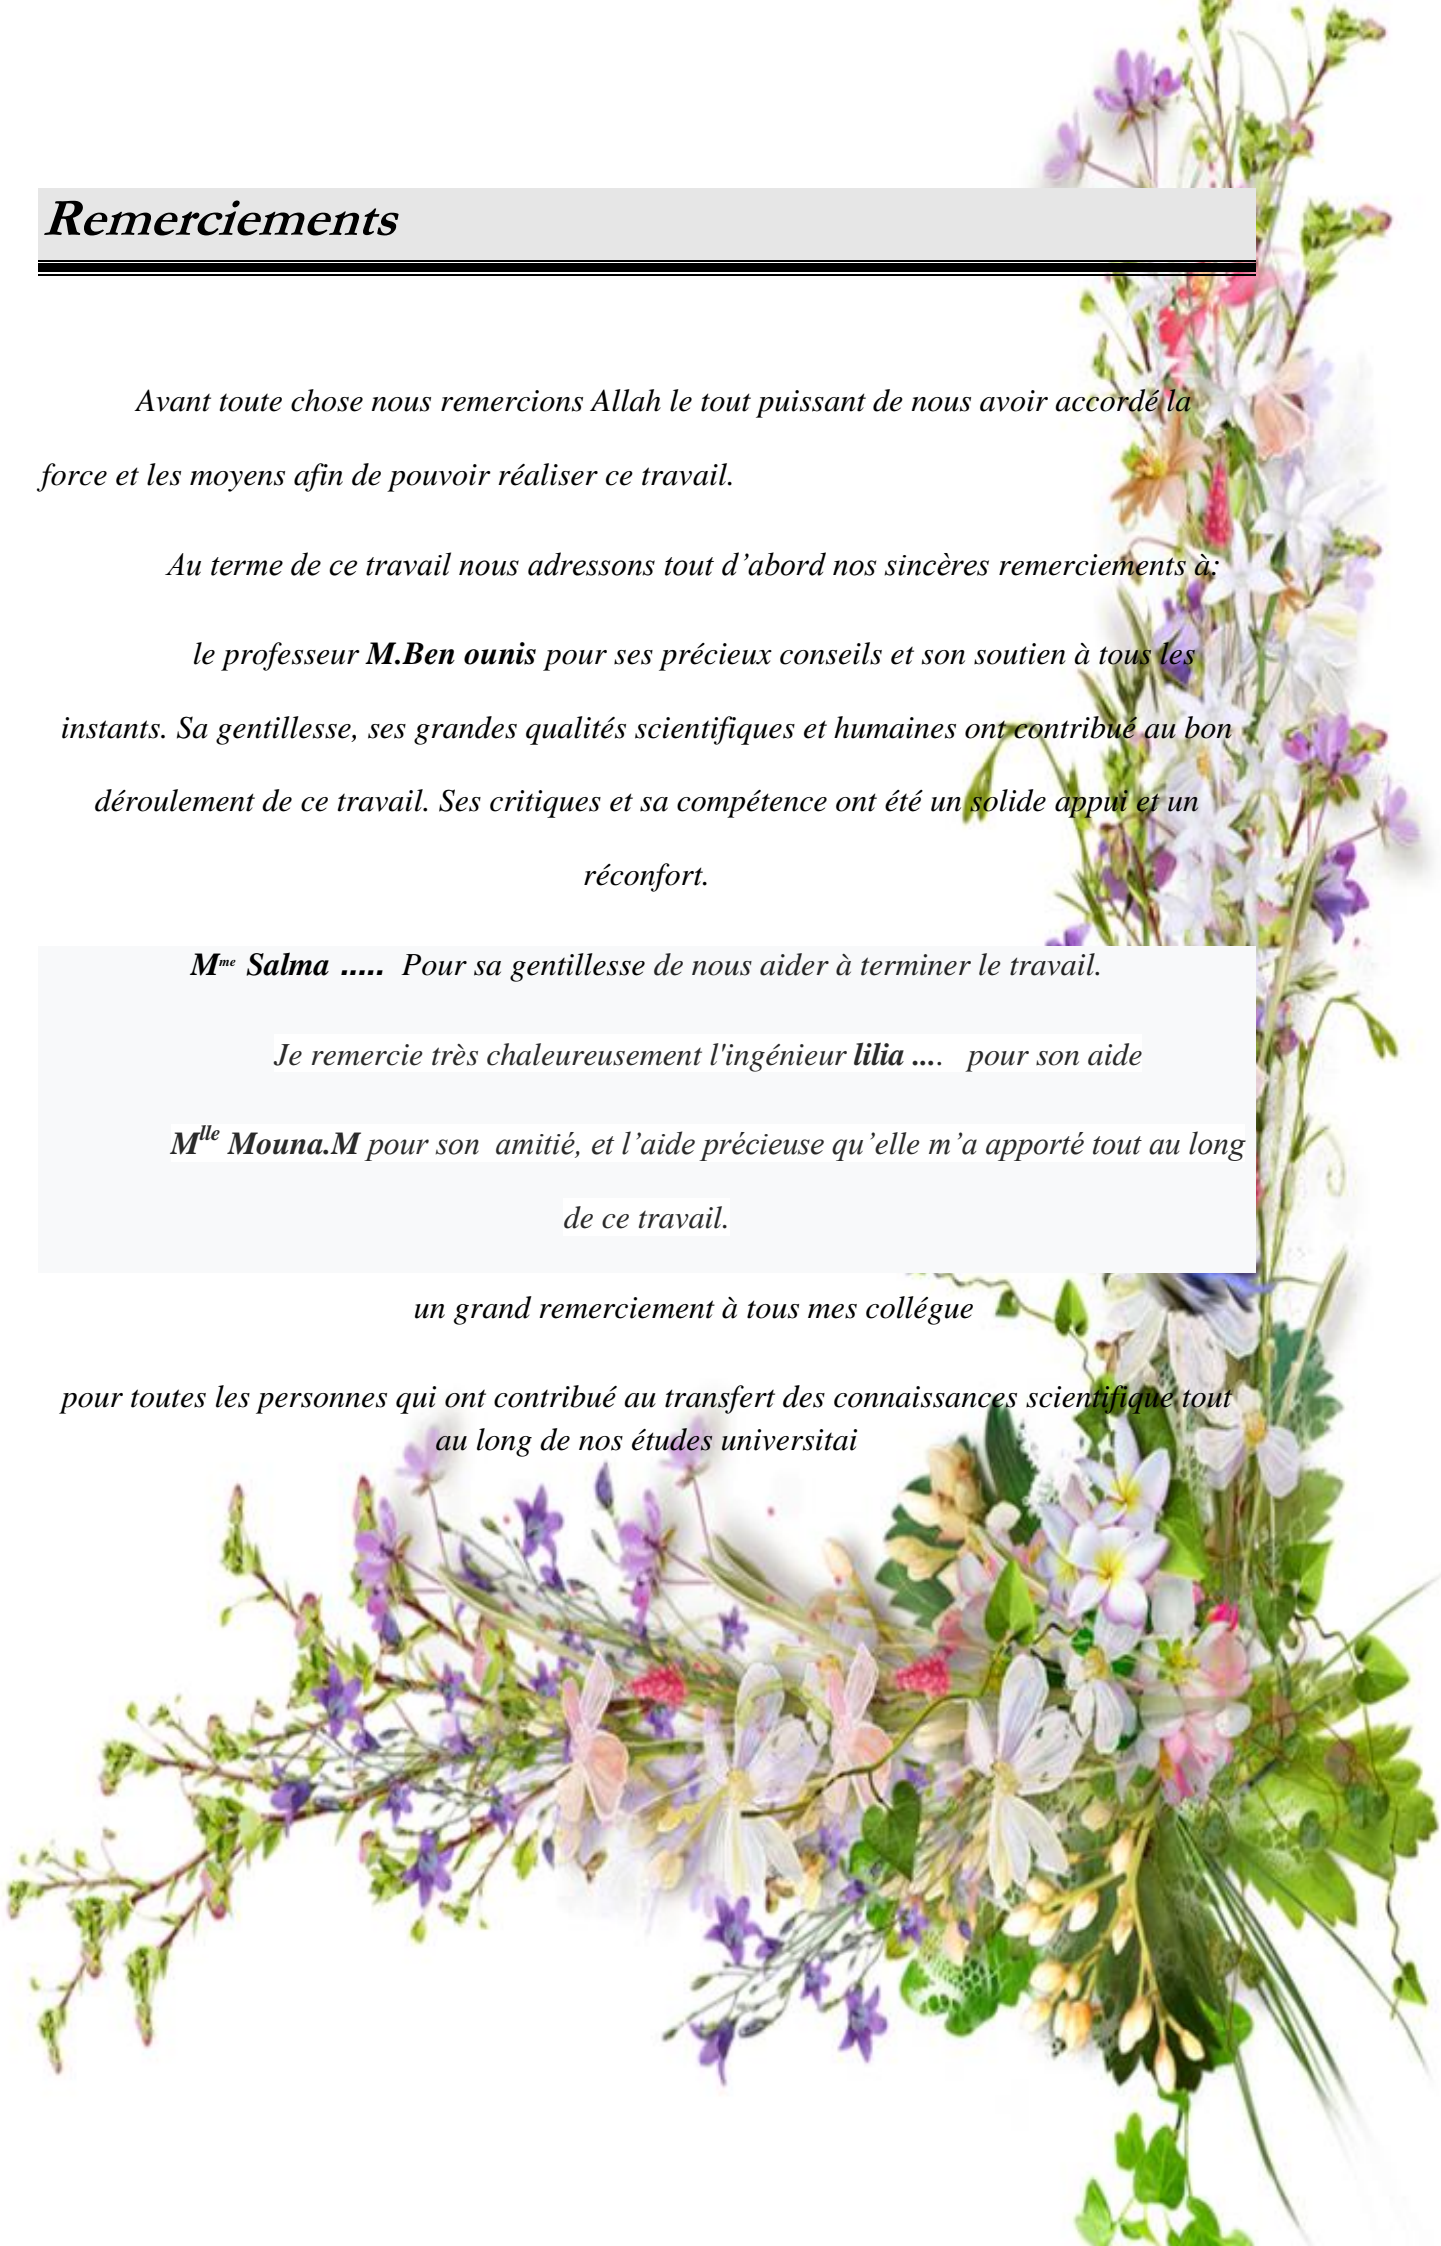 Remerciements
Avant toute chose nous remercions Allah le tout puissant de nous avoir accordé la
force et les moyens afin de pouvoir réaliser ce travail.
Au terme de ce travail nous adressons tout d’abord nos sincères remerciements à:
le professeur M.Ben ounis pour ses précieux conseils et son soutien à tous les
instants. Sa gentillesse, ses grandes qualités scientifiques et humaines ont contribué au bon
déroulement de ce travail. Ses critiques et sa compétence ont été un solide appui et un
réconfort.
Mme Salma ..... Pour sa gentillesse de nous aider à terminer le travail.
Je remercie très chaleureusement l'ingénieur lilia .... pour son aide
Mlle Mouna.M pour son amitié, et l’aide précieuse qu’elle m’a apporté tout au long
de ce travail.
un grand remerciement à tous mes collégue
pour toutes les personnes qui ont contribué au transfert des connaissances scientifique tout
au long de nos études universitai